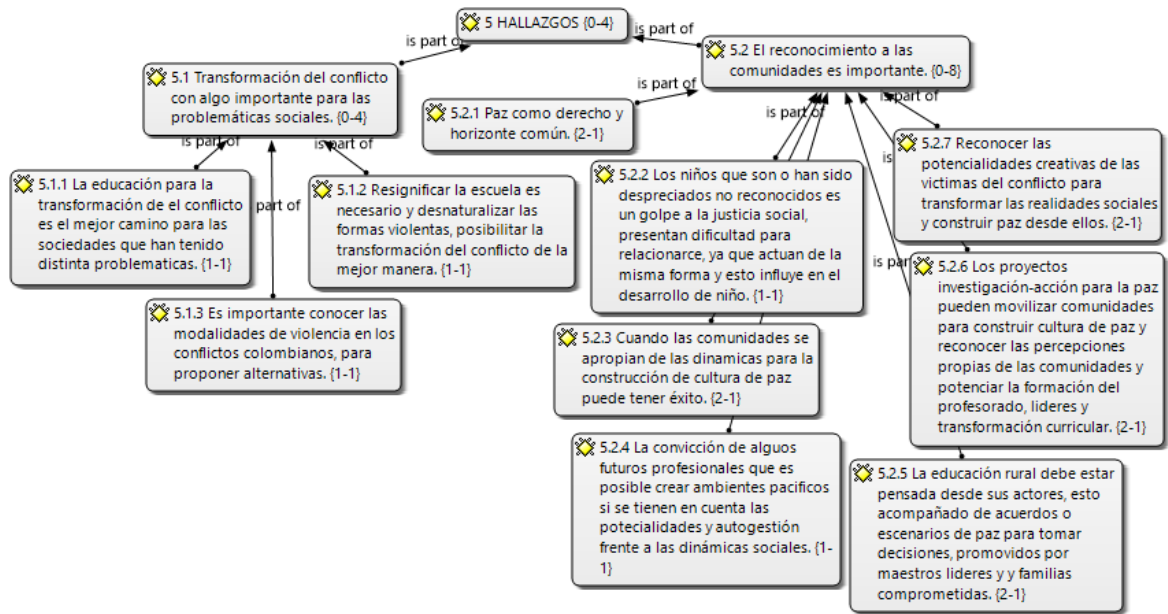 5 HALLAZGOS {0-4}
is part of
is part of
5.1 Transformación del conflicto
con algo importante para las
problemáticas sociales. {0-4}
5.2 El reconocimiento a las
comunidades es importante. {0-8}
is part of
is part of
is part of
part of
5.1.1 La educación para la
transformación de el conflicto
es el mejor camino para las
sociedades que han tenido
distinta problematicas. {1-1}
5.1.2 Resignificar la escuela es
necesario y desnaturalizar las
formas violentas, posibilitar la
transformación del conflicto de la
mejor manera. {1-1}
5.1.3 Es importante conocer las
modalidades de violencia en los
conflictos colombianos, para
proponer alternativas. {1-1}
is part of
5.2.1 Paz como derecho y
horizonte común. {2-1}
is part of
is part of
is part of
is
is pa
5.2.2 Los niños que son o han sido
despreciados no reconocidos es
un golpe a la justicia social,
presentan dificultad para
relacionarce, ya que actuan de la
misma forma y esto influye en el
desarrollo de niño. {1-1}
5.2.3 Cuando las comunidades se
apropian de las dinamicas para la
construcción de cultura de paz
puede tener éxito. {2-1}
5.2.4 La convicción de alguos
futuros profesionales que es
posible crear ambientes pacificos
si se tienen en cuenta las
potecialidades y autogestión
frente a las dinámicas sociales. {1-
1}
5.2.7 Reconocer las
potencialidades creativas de las
victimas del conflicto para
transformar las realidades sociales
y construir paz desde ellos. {2-1}
5.2.6 Los proyectos
investigación-acción para la paz
pueden movilizar comunidades
para construir cultura de paz y
reconocer las percepciones
propias de las comunidades y
potenciar la formación del
profesorado, lideres y
transformación curricular. {2-1}
5.2.5 La educación rural debe estar
pensada desde sus actores, esto
acompañado de acuerdos o
escenarios de paz para tomar
decisiones, promovidos por
maestros lideres y y familias
comprometidas. {2-1}